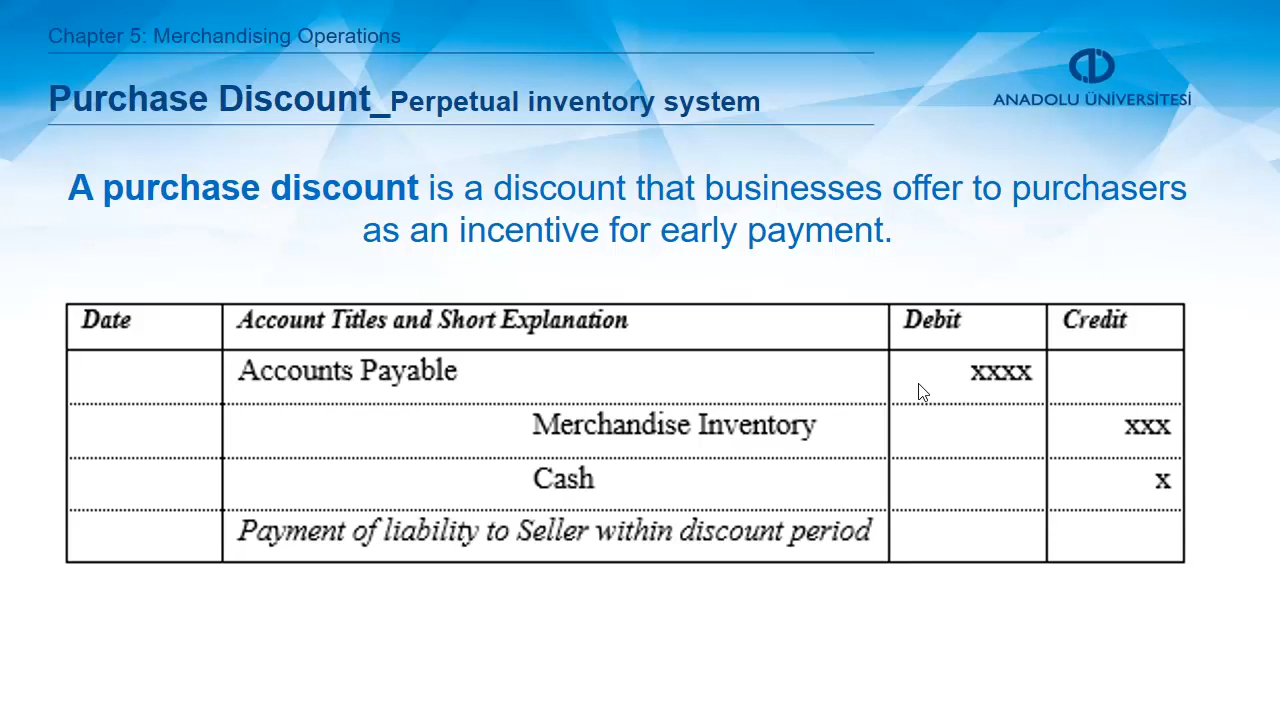 Chapter 5: Merchandising Operations
Purchase Discount_Perpetual inventory system
ANADOLU ÜNİVERSİTESİ
A purchase discount is a discount that businesses offer to purchasers
as an incentive for early payment.
Date Account Titles and Short Explanation Debit Credit
Accounts Payable xxxx
Merchandise Inventory xxx
Cash x
Payment of liability to Seller within discount period